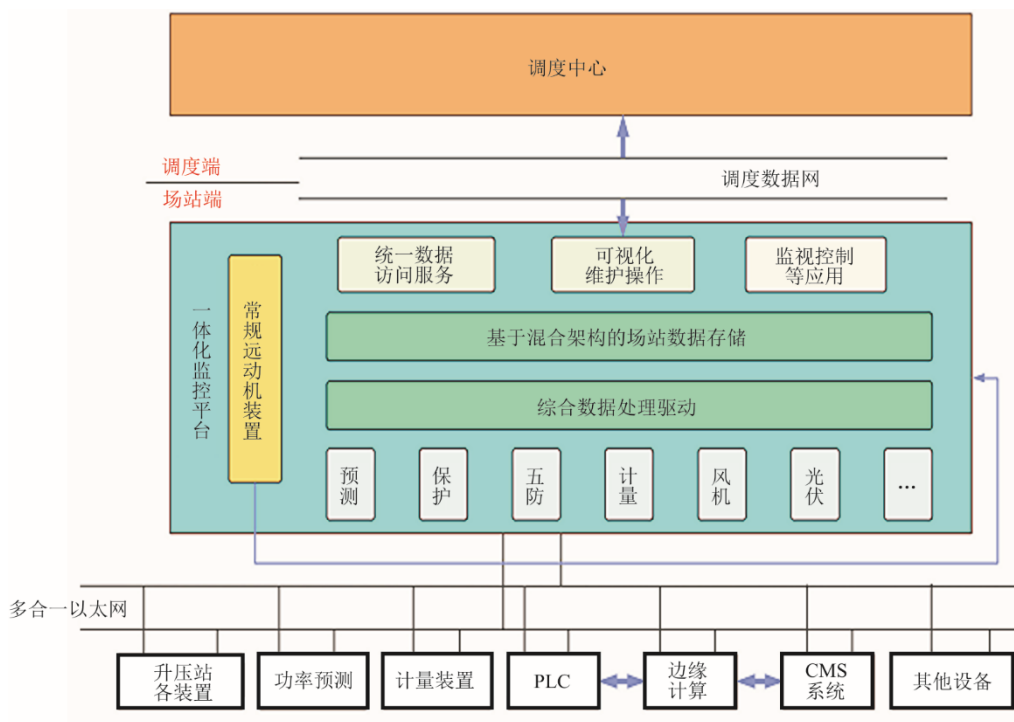 调度中心
调度端
场站端
调度数据网
一体化监控平台
常规远动机装置
统一数据
访问服务
可视化
维护操作
监视控制
等应用
基于混合架构的场站数据存储
综合数据处理驱动
预测
保护
五防
计量
风机
光伏
...
多合一以太网
升压站
各装置
功率预测
计量装置
PLC
边缘
计算
CMS
系统
其他设备